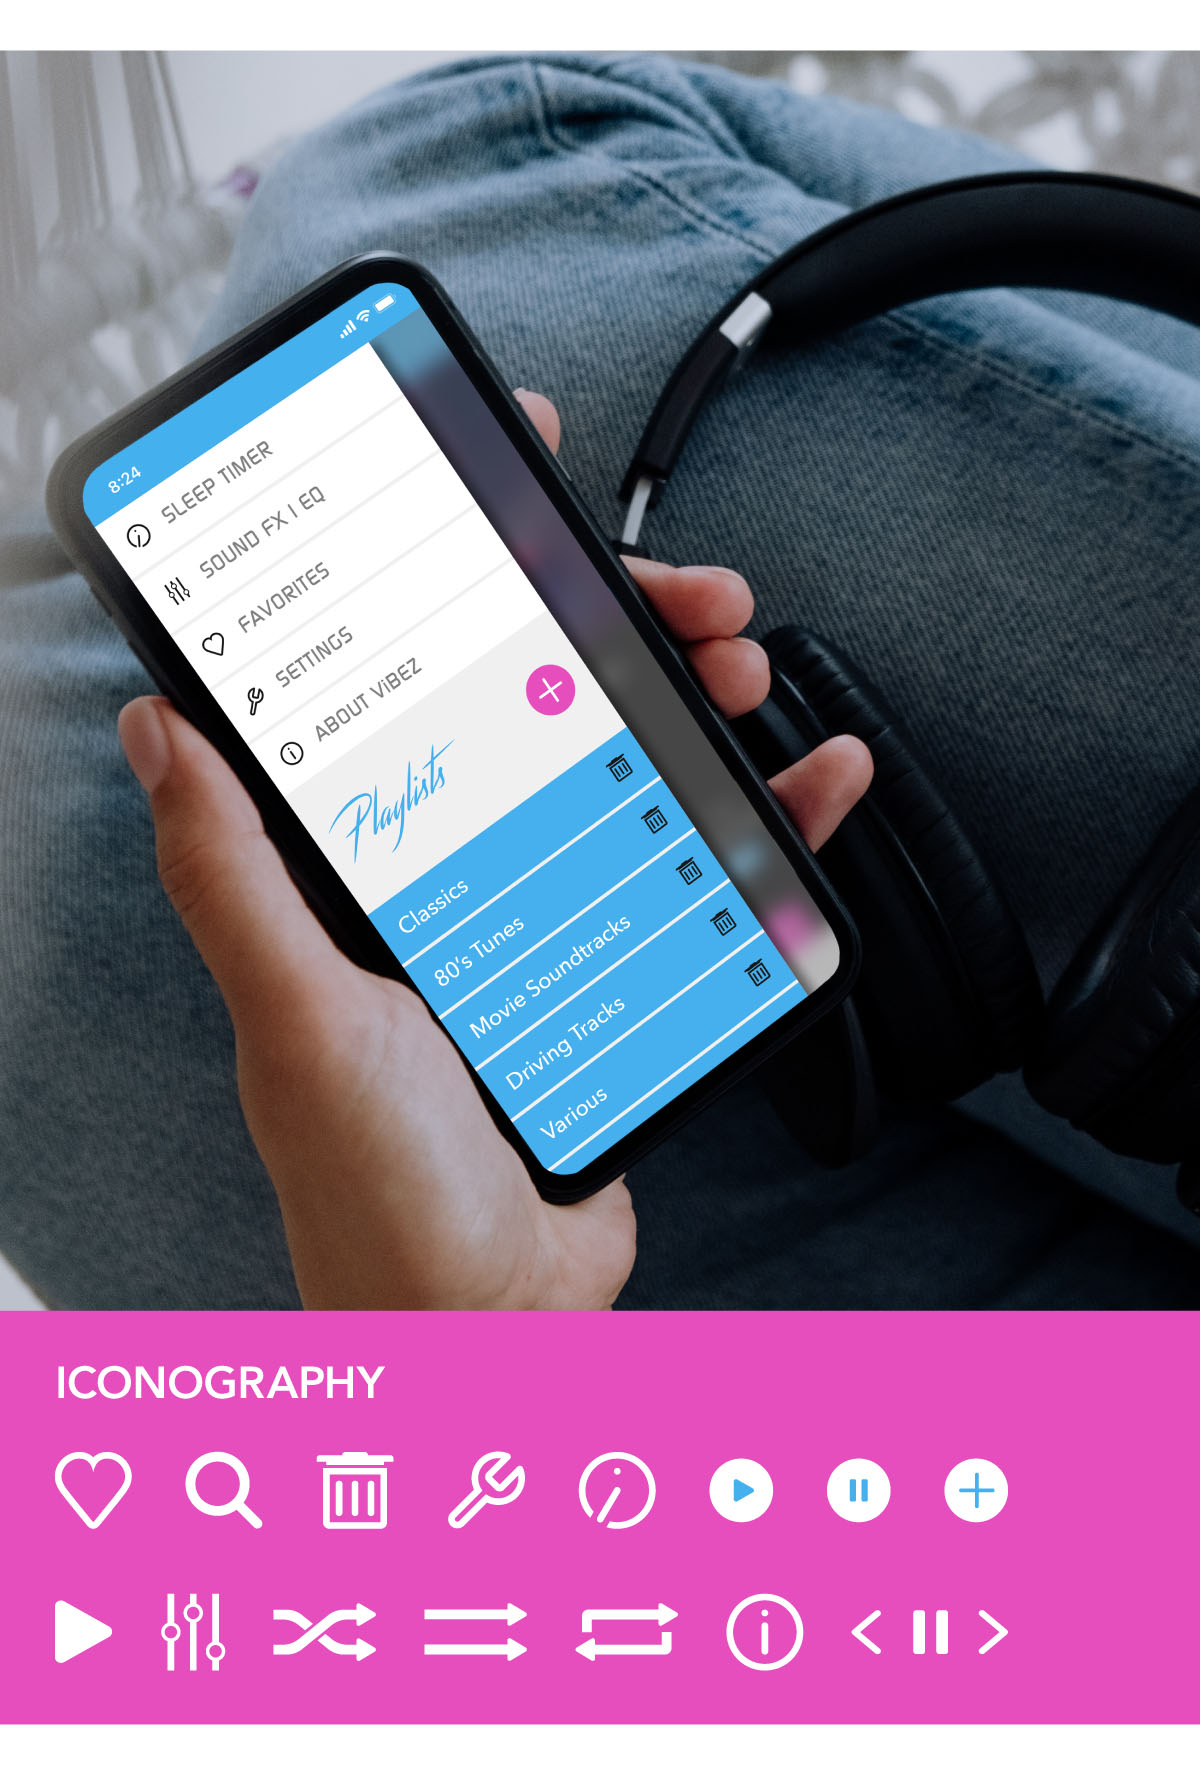 8:24
SLEEP TIMER
SOUND FX | EQ
FAVORITES
SETTINGS
ABOUT ViBEZ
Playlists
Classics
80's Tunes
Movie Soundtracks
Driving Tracks
Various
ICONOGRAPHY